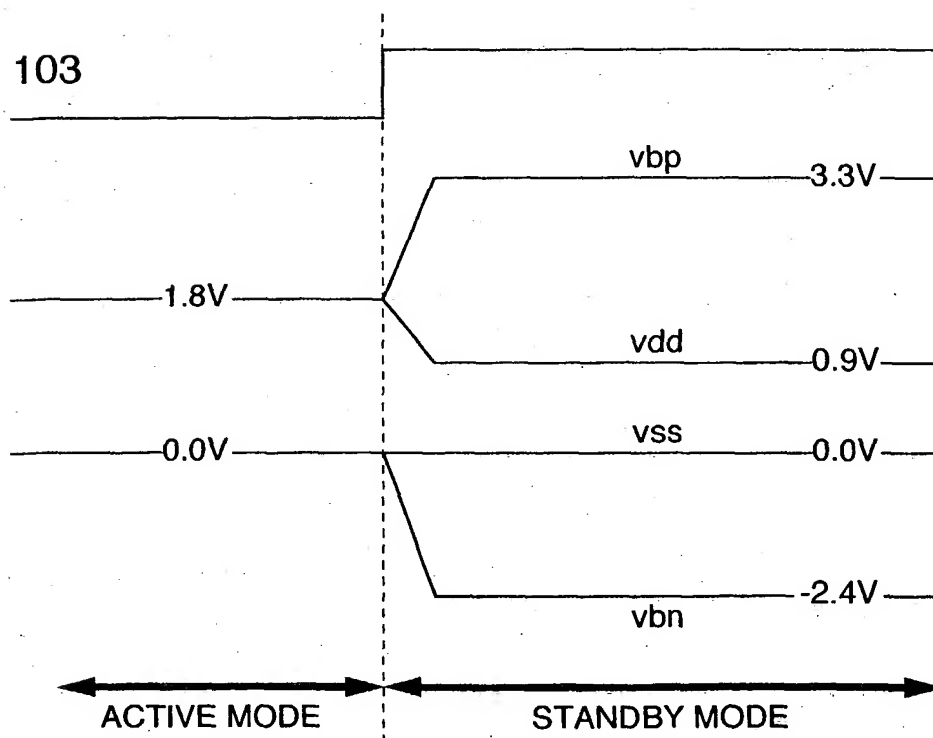 103
vbp
3.3V
1.8V
vdd
0.9V
0.0V
vss
0.0V
-2.4V
vbn
ACTIVE MODE
STANDBY MODE